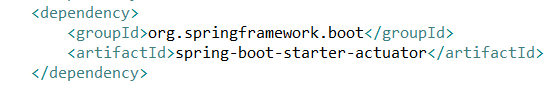 <dependency>
<groupId>org.springframework.boot</groupId>
<artifactId>spring-boot-starter-actuator</artifactId>
</dependency>